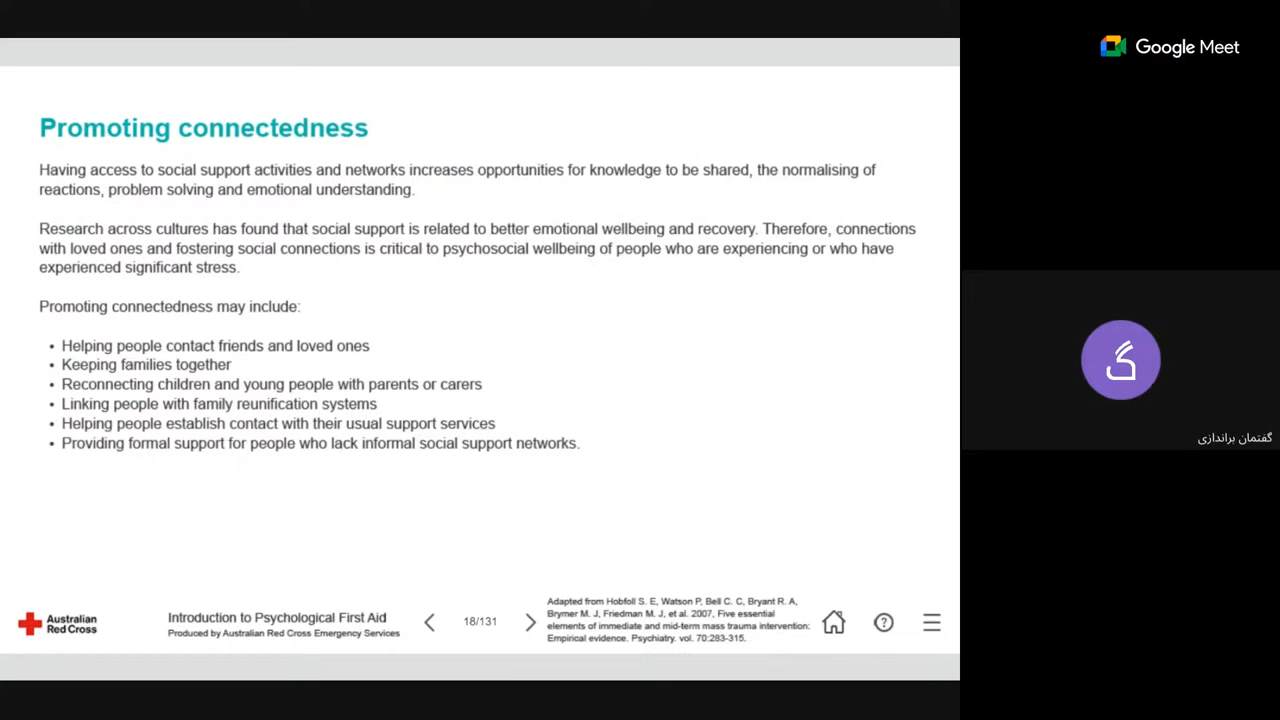 Google Meet
Promoting connectedness
Having access to social support activities and networks increases opportunities for knowledge to be shared, the normalising of
reactions, problem solving and emotional understanding.
Research across cultures has found that social support is related to better emotional wellbeing and recovery. Therefore, connections
with loved ones and fostering social connections is critical to psychosocial wellbeing of people who are experiencing or who have
experienced significant stress.
Promoting connectedness may include:
• Helping people contact friends and loved ones
• Keeping families together
• Reconnecting children and young people with parents or carers
• Linking people with family reunification systems
• Helping people establish contact with their usual support services
• Providing formal support for people who lack informal social support networks.
گ
گفتمان براندازی
Australian
Red Cross
Introduction to Psychological First Aid
Produced by Australian Red Cross Emergency Services
18/131
Adapted from Hobfoll S. E, Watson P, Bell C. C, Bryant R. A,
Brymer M. J, Friedman M. J, et al. 2007, Five essential
elements of immediate and mid-term mass trauma intervention:
Empirical evidence. Psychiatry. vol. 70:283-315.
?